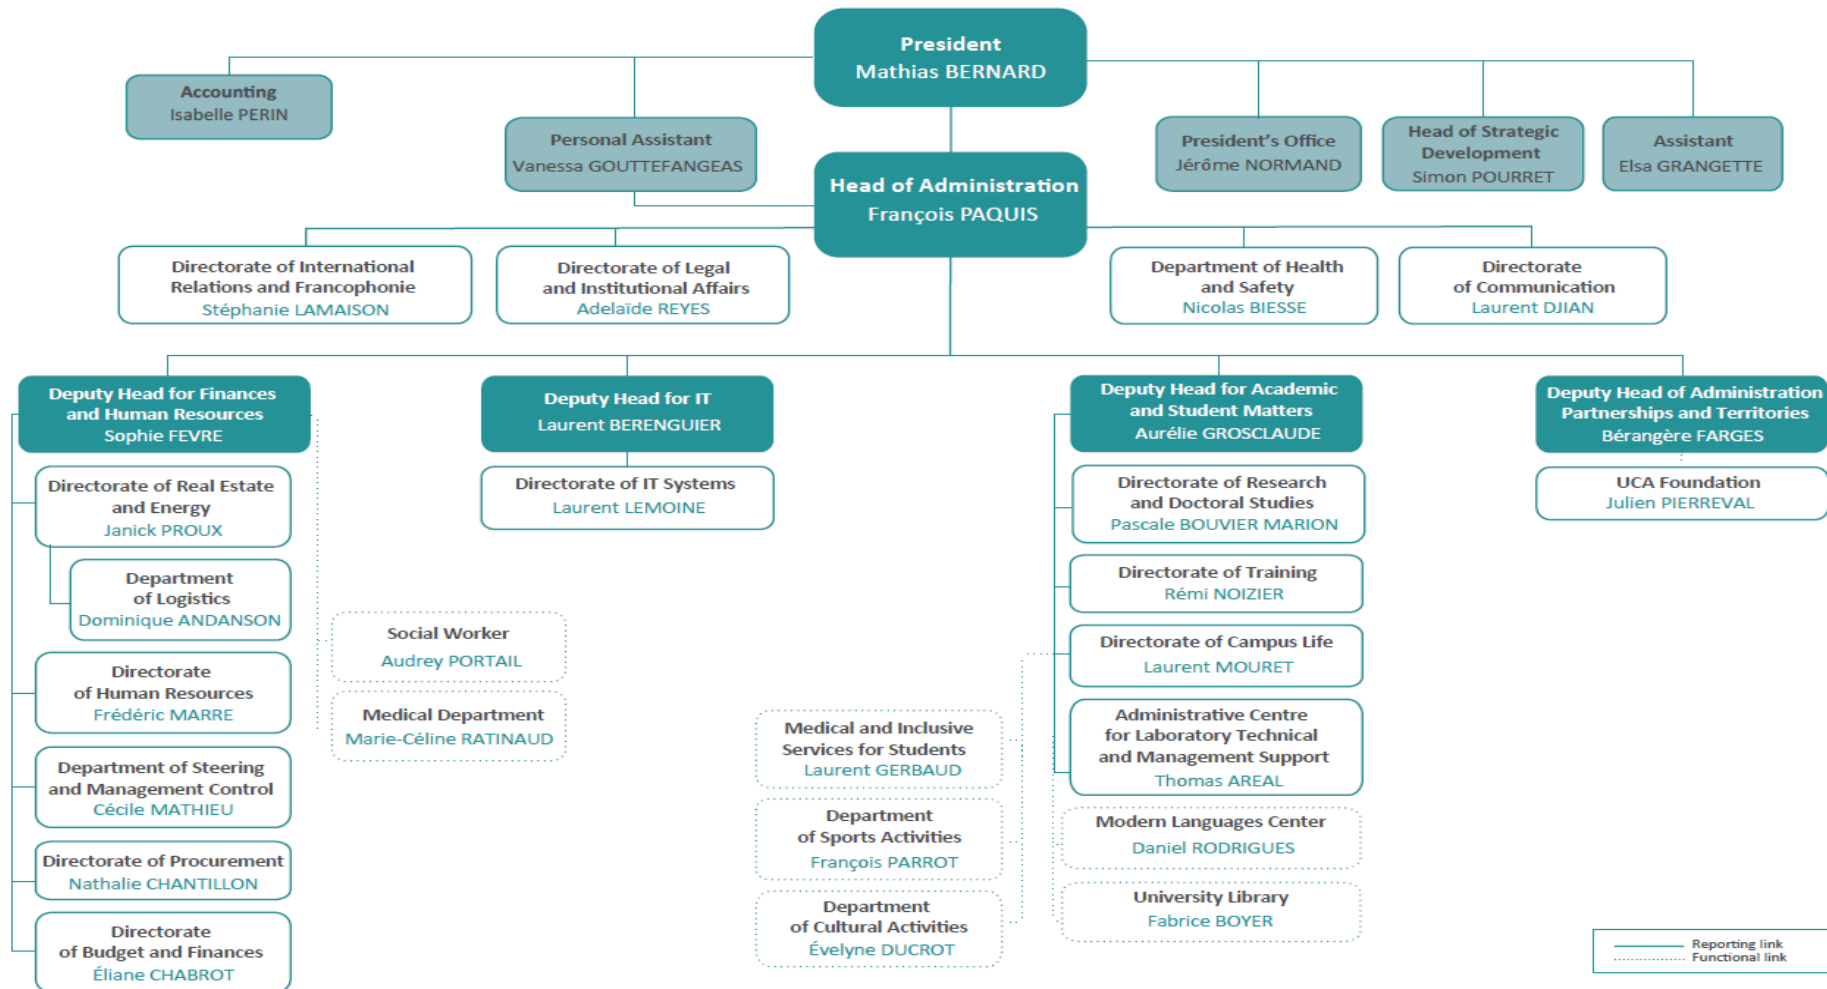 President
Mathias BERNARD
Accounting
Isabelle PERIN
Personal Assistant
Vanessa GOUTTEFANGEAS
President's Office
Jérôme NORMAND
Head of Strategic
Development
Simon POURRET
Assistant
Elsa GRANGETTE
Head of Administration
François PAQUIS
Directorate of International
Relations and Francophonie
Stéphanie LAMAISON
Directorate of Legal
and Institutional Affairs
Adelaïde REYES
Department of Health
and Safety
Nicolas BIESSE
Directorate
of Communication
Laurent DJIAN
Deputy Head for Finances
and Human Resources
Sophie FEVRE
Deputy Head for IT
Laurent BERENGUIER
Deputy Head for Academic
and Student Matters
Aurélie GROSCLAUDE
Deputy Head of Administration
Partnerships and Territories
Bérangère FARGES
Directorate of Real Estate
and Energy
Janick PROUX
Department
of Logistics
Dominique ANDANSON
Directorate
of Human Resources
Frédéric MARRE
Department of Steering
and Management Control
Cécile MATHIEU
Directorate of Procurement
Nathalie CHANTILLON
Directorate
of Budget and Finances
Éliane CHABROT
Social Worker
Audrey PORTAIL
Medical Department
Marie-Céline RATINAUD
Directorate of IT Systems
Laurent LEMOINE
Directorate of Research
and Doctoral Studies
Pascale BOUVIER MARION
Directorate of Training
Rémi NOIZIER
Directorate of Campus Life
Laurent MOURET
Administrative Centre
for Laboratory Technical
and Management Support
Thomas AREAL
Medical and Inclusive
Services for Students
Laurent GERBAUD
Department
of Sports Activities
François PARROT
Department
of Cultural Activities
Évelyne DUCROT
Modern Languages Center
Daniel RODRIGUES
University Library
Fabrice BOYER
UCA Foundation
Julien PIERREVAL
Reporting link
Functional link